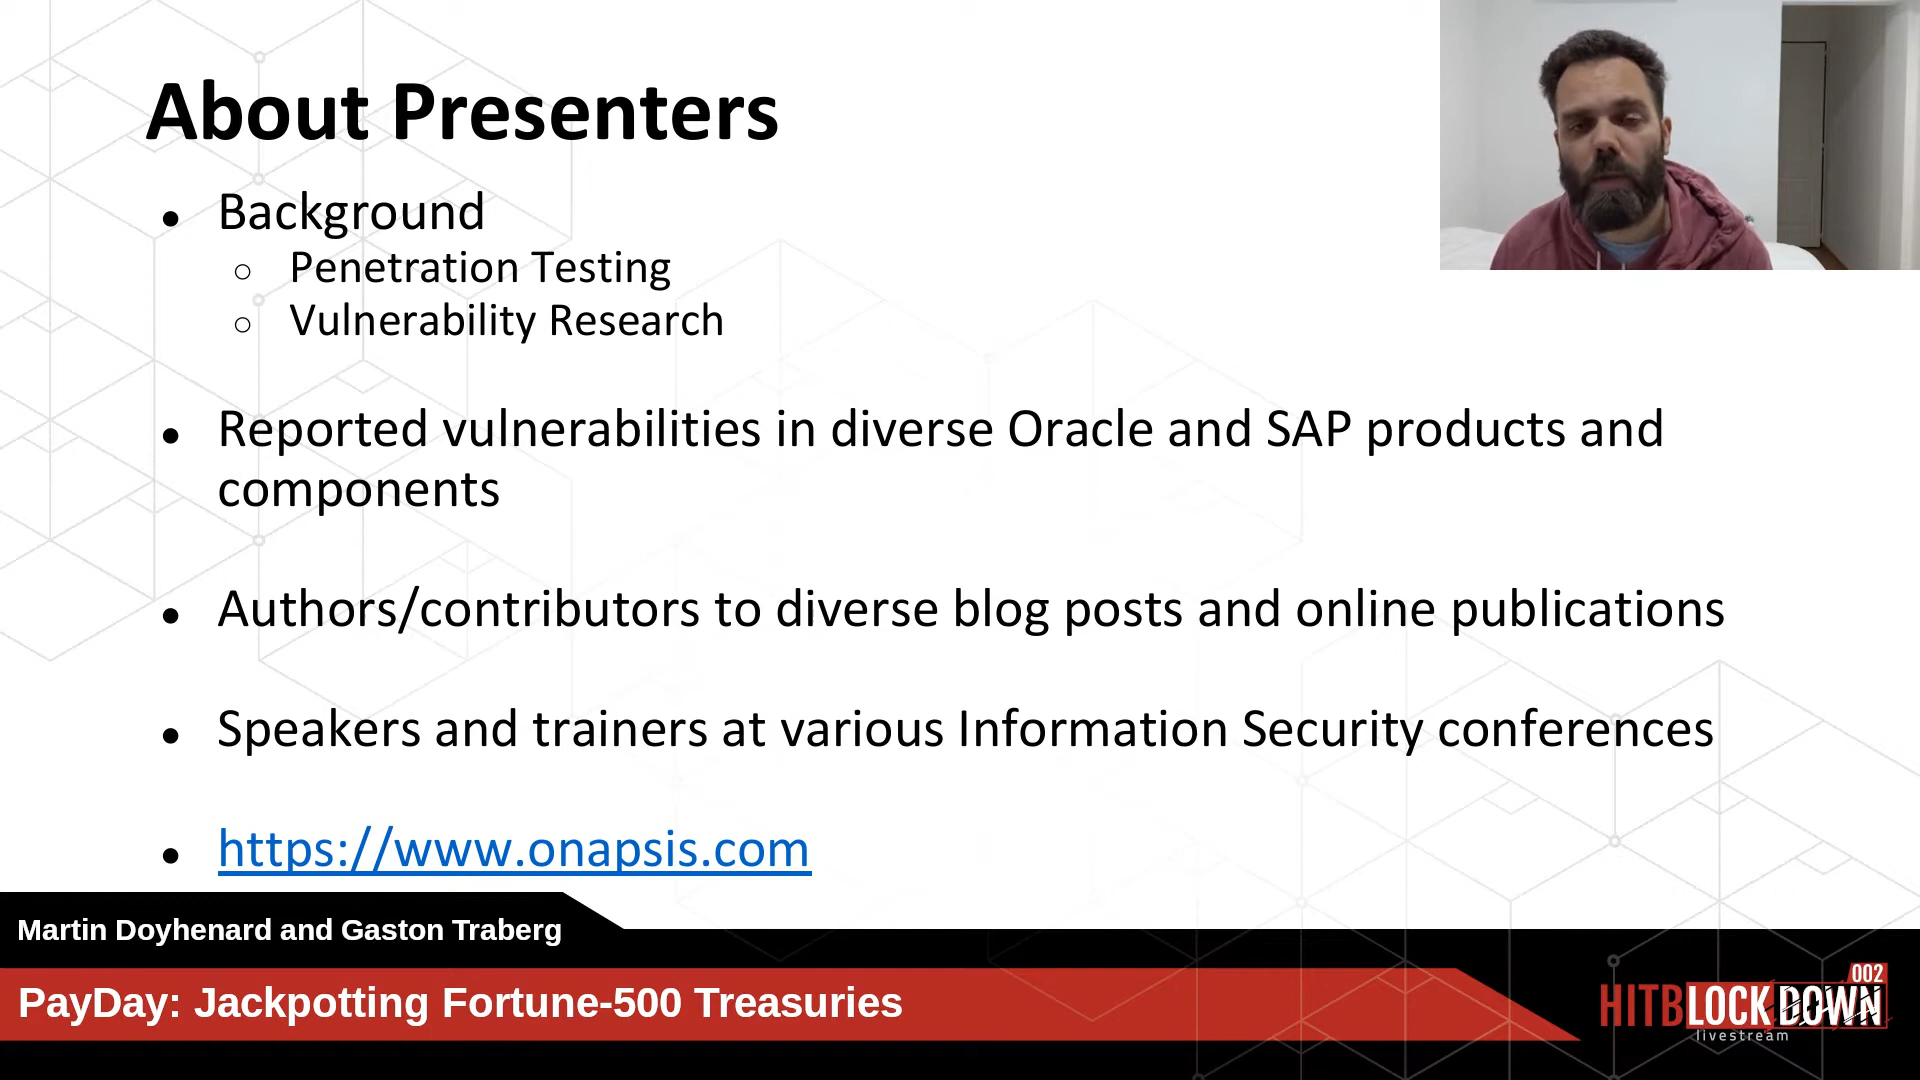 About Presenters
● Background
○ Penetration Testing
○ Vulnerability Research
● Reported vulnerabilities in diverse Oracle and SAP products and
components
● Authors/contributors to diverse blog posts and online publications
● Speakers and trainers at various Information Security conferences
● https://www.onapsis.com
Martin Doyhenard and Gaston Traberg
PayDay: Jackpotting Fortune-500 Treasuries
002
HITBLOCKDOWN
livestream